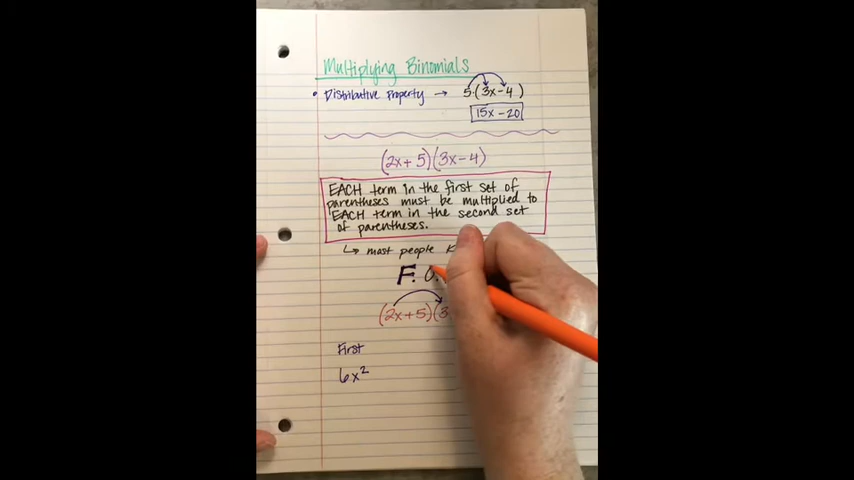 Multiplying Binomials
• Distributive Property → 5·(3x-4)
15x-20
(2x+5)(3x-4)
EACH term in the first set of
parentheses must be multiplied to
EACH term in the second set
of parentheses.
↳ most people
F. O.
(2x+5)(3
First
6x²